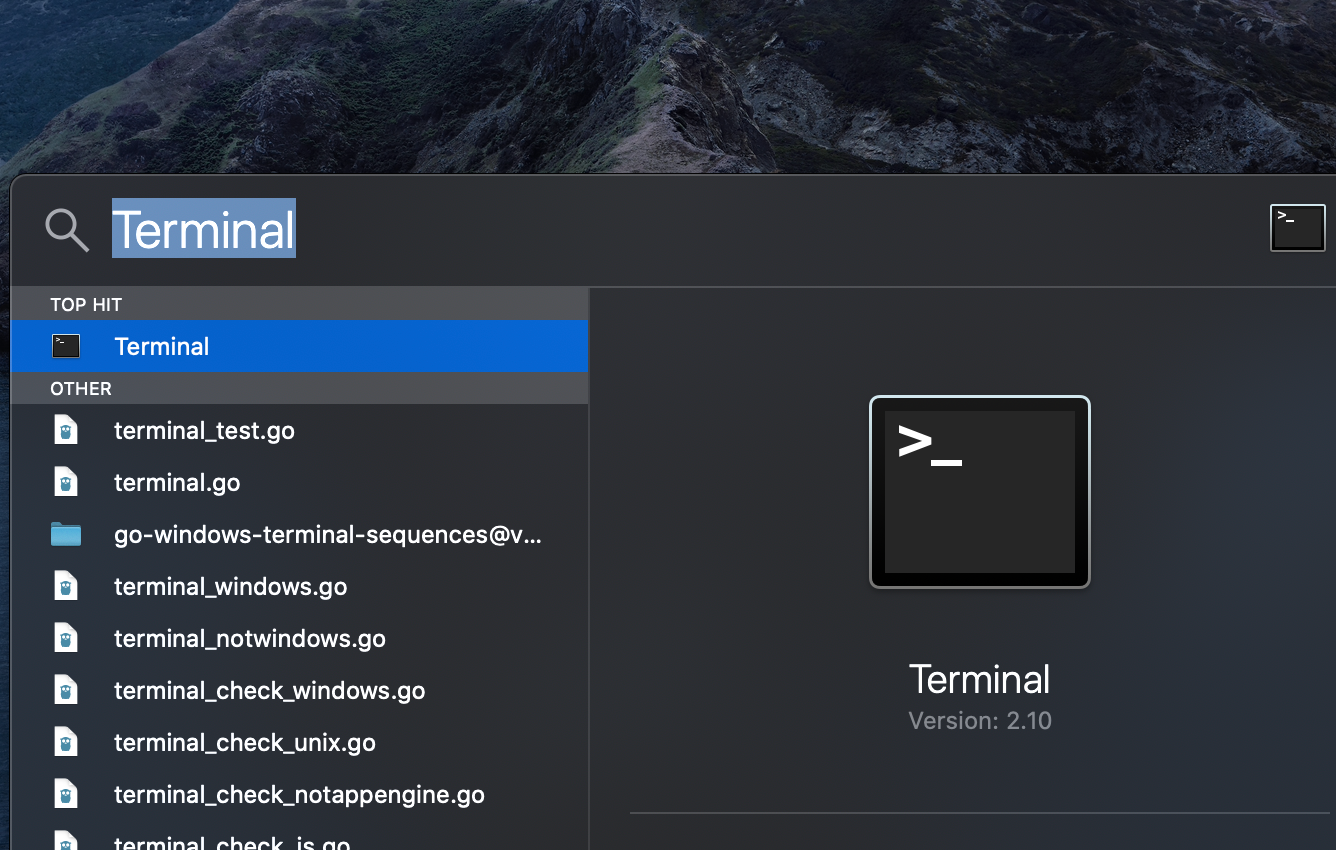 Terminal
TOP HIT
Terminal
OTHER
terminal_test.go
terminal.go
go-windows-terminal-sequences@v...
terminal_windows.go
terminal_notwindows.go
terminal_check_windows.go
terminal_check_unix.go
terminal_check_notappengine.go
terminal_check_js.go
>_
Terminal
Version: 2.10